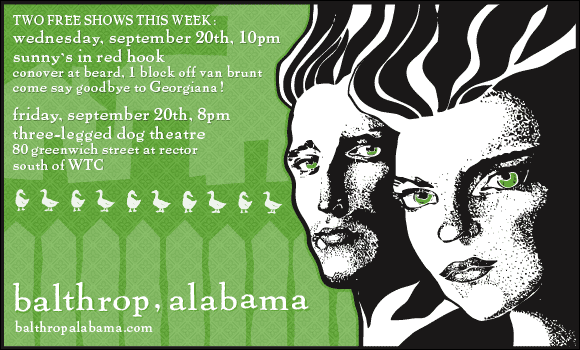 TWO FREE SHOWS THIS WEEK:
wednesday, september 20th, 10pm
sunny's in red hook
conover at beard, 1 block off van brunt
come say goodbye to Georgiana!
friday, september 20th, 8pm
three-legged dog theatre
80 greenwich street at rector
south of WTC
balthrop, alabama
balthropalabama.com